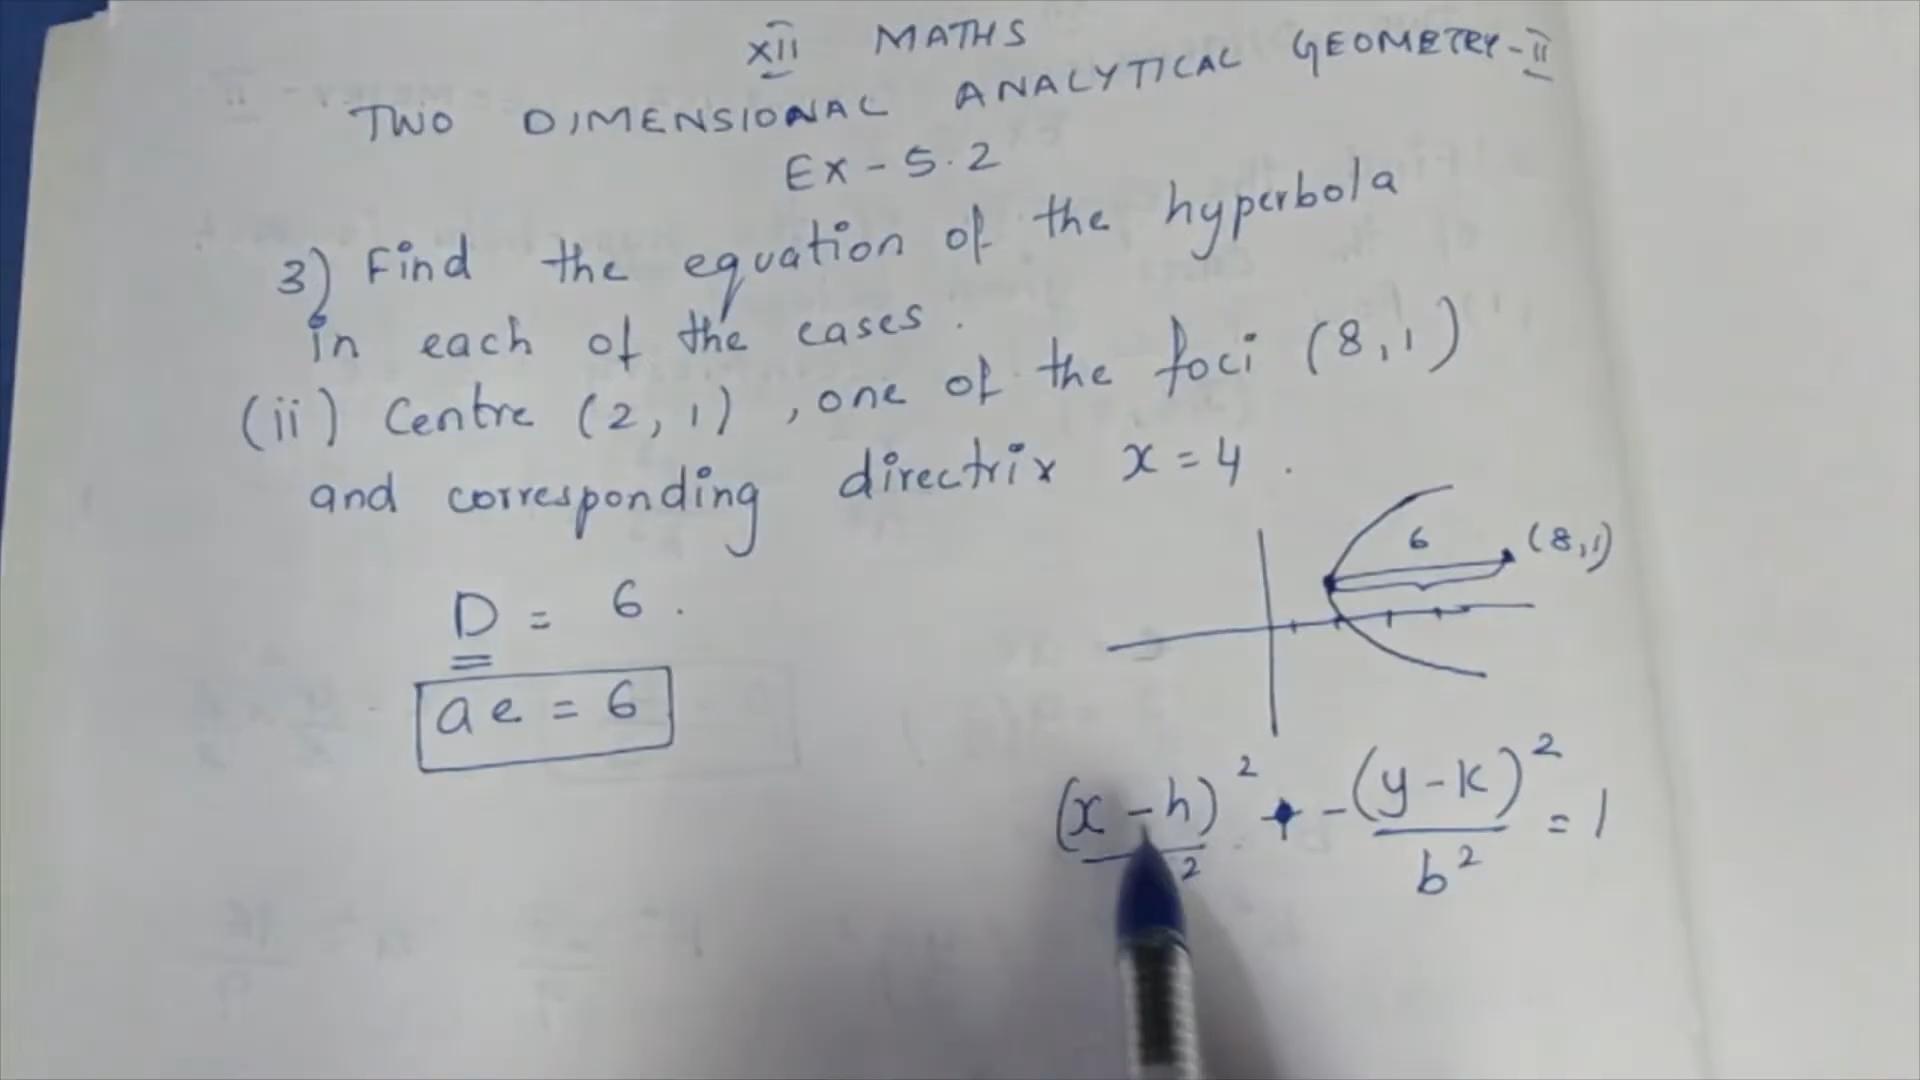 XII MATHS
TWO DIMENSIONAL ANALYTICAL GEOMETRY-II
Ex - 5.2
3) Find the equation of the hyperbola
in each of the cases.
(ii) Centre (2, 1), one of the foci (8, 1)
and corresponding directrix x = 4.
6
(8, 1)
D = 6.
ae = 6
(x - h)² - (y - k)² = 1
2 b²